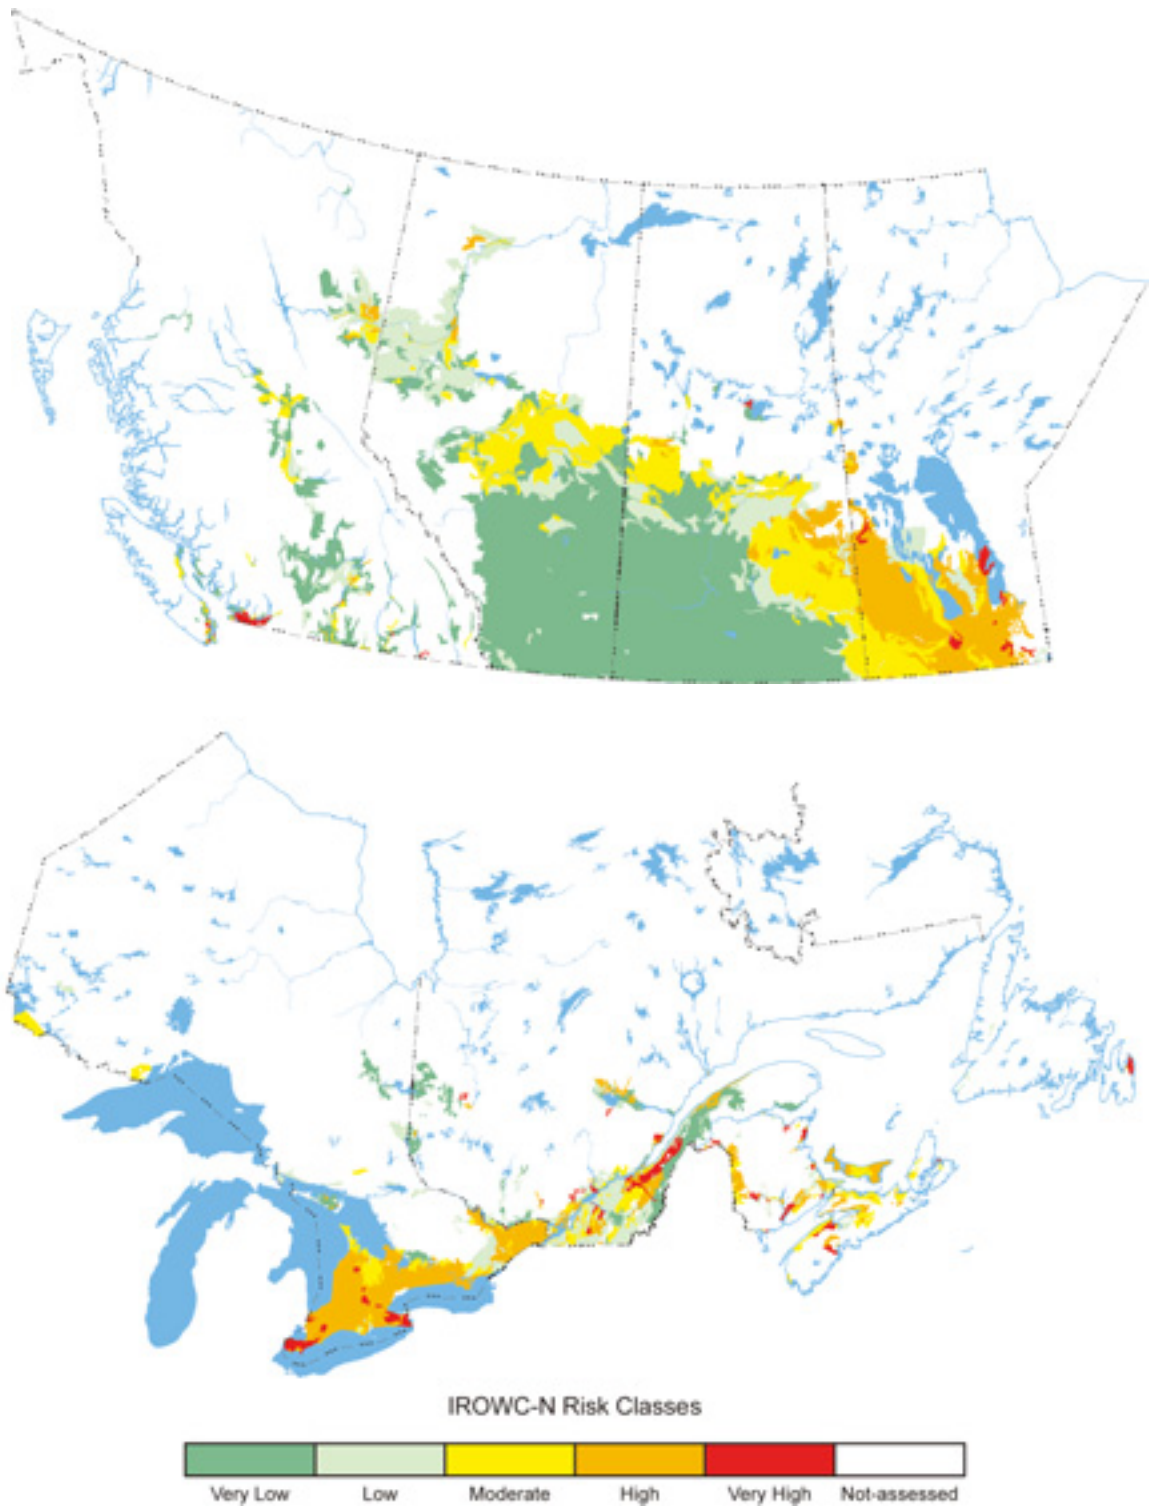 IROWC-N Risk Classes
Very Low Low Moderate High Very High Not-assessed